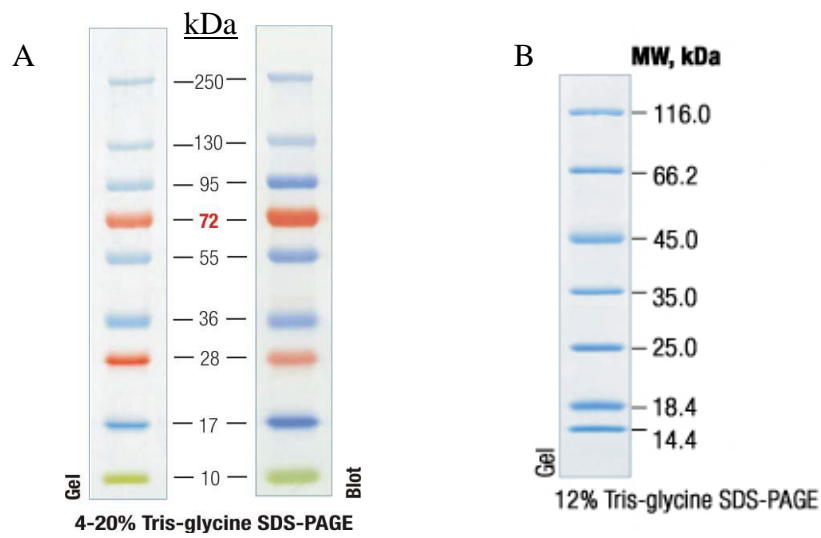 A
kDa
250
130
95
72
55
36
28
17
10
Gel
Blot
4-20% Tris-glycine SDS-PAGE
B
MW, kDa
116.0
66.2
45.0
35.0
25.0
18.4
14.4
Gel
12% Tris-glycine SDS-PAGE